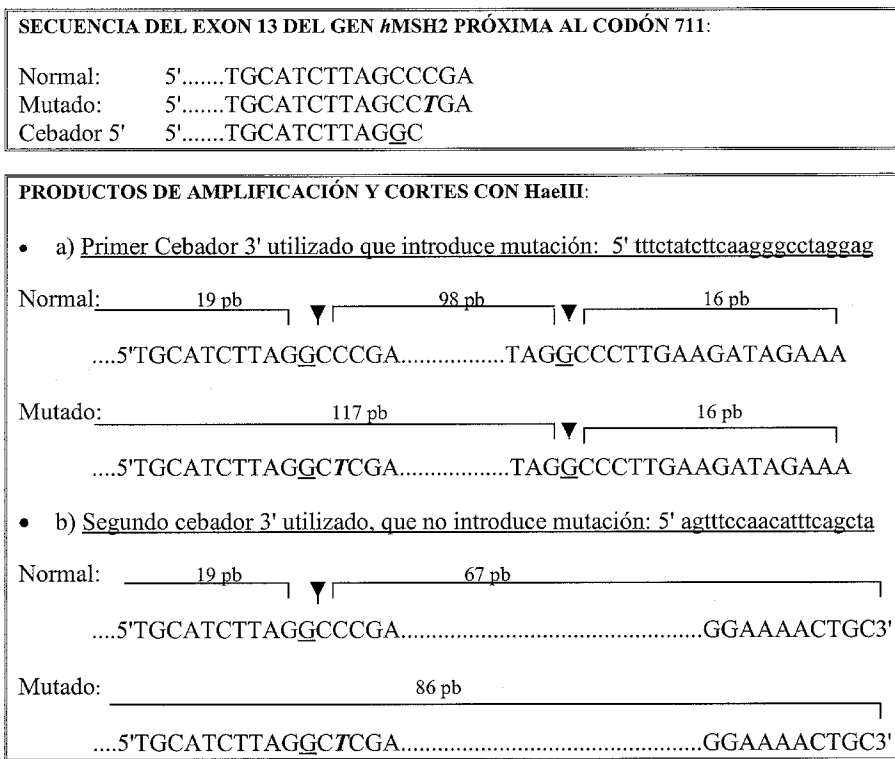 SECUENCIA DEL EXON 13 DEL GEN hMSH2 PRÓXIMA AL CODÓN 711:
Normal: 5'.......TGCATCTTAGCCCGA
Mutado: 5'.......TGCATCTTAGCCTGA
Cebador 5' 5'.......TGCATCTTAGGC
PRODUCTOS DE AMPLIFICACIÓN Y CORTES CON HaeIII:
• a) Primer Cebador 3' utilizado que introduce mutación: 5' tttctatcttcaagggcctaggag
Normal: 19 pb 98 pb 16 pb
....5'TGCATCTTAGGCCCGA.................TAGGCCCTTGAAGATAGAAA
Mutado: 117 pb 16 pb
....5'TGCATCTTAGGCTCGA.................TAGGCCCTTGAAGATAGAAA
• b) Segundo cebador 3' utilizado, que no introduce mutación: 5' agtttccaacatttcagcta
Normal: 19 pb 67 pb
....5'TGCATCTTAGGCCCGA.....................................GGAAAACTGC3'
Mutado: 86 pb
....5'TGCATCTTAGGCTCGA.....................................GGAAAACTGC3'